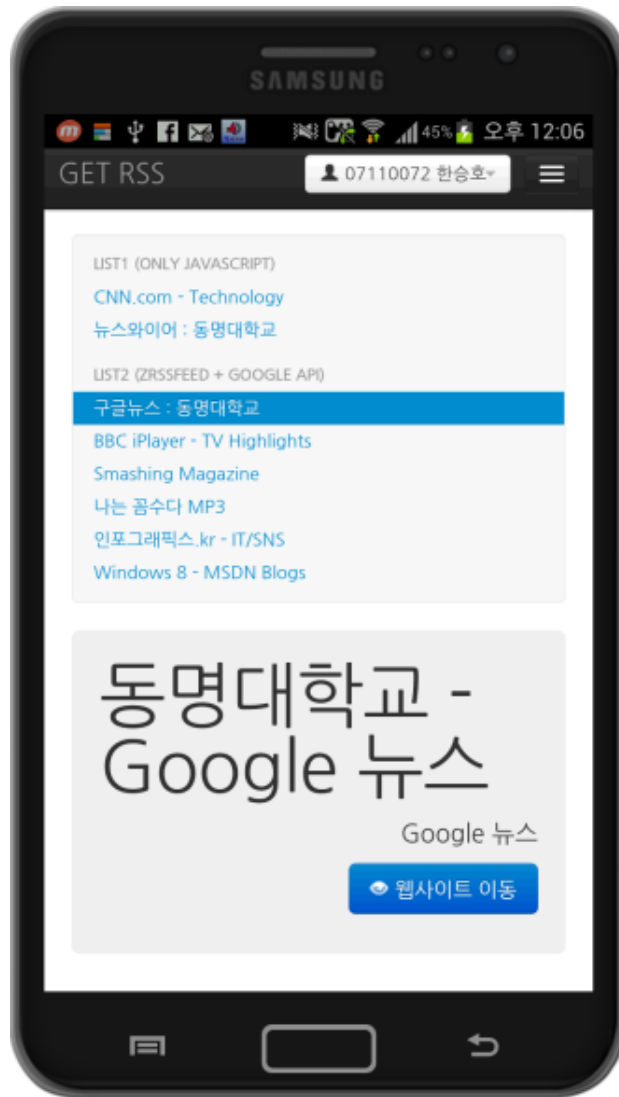 SAMSUNG
45% 오후 12:06
GET RSS
07110072 한승호
LIST1 (ONLY JAVASCRIPT)
CNN.com - Technology
뉴스와이어 : 동명대학교
LIST2 (ZRSSFEED + GOOGLE API)
구글뉴스 : 동명대학교
BBC iPlayer - TV Highlights
Smashing Magazine
나는 꼼수다 MP3
인포그래픽스.kr - IT/SNS
Windows 8 - MSDN Blogs
동명대학교 -
Google 뉴스
Google 뉴스
웹사이트 이동